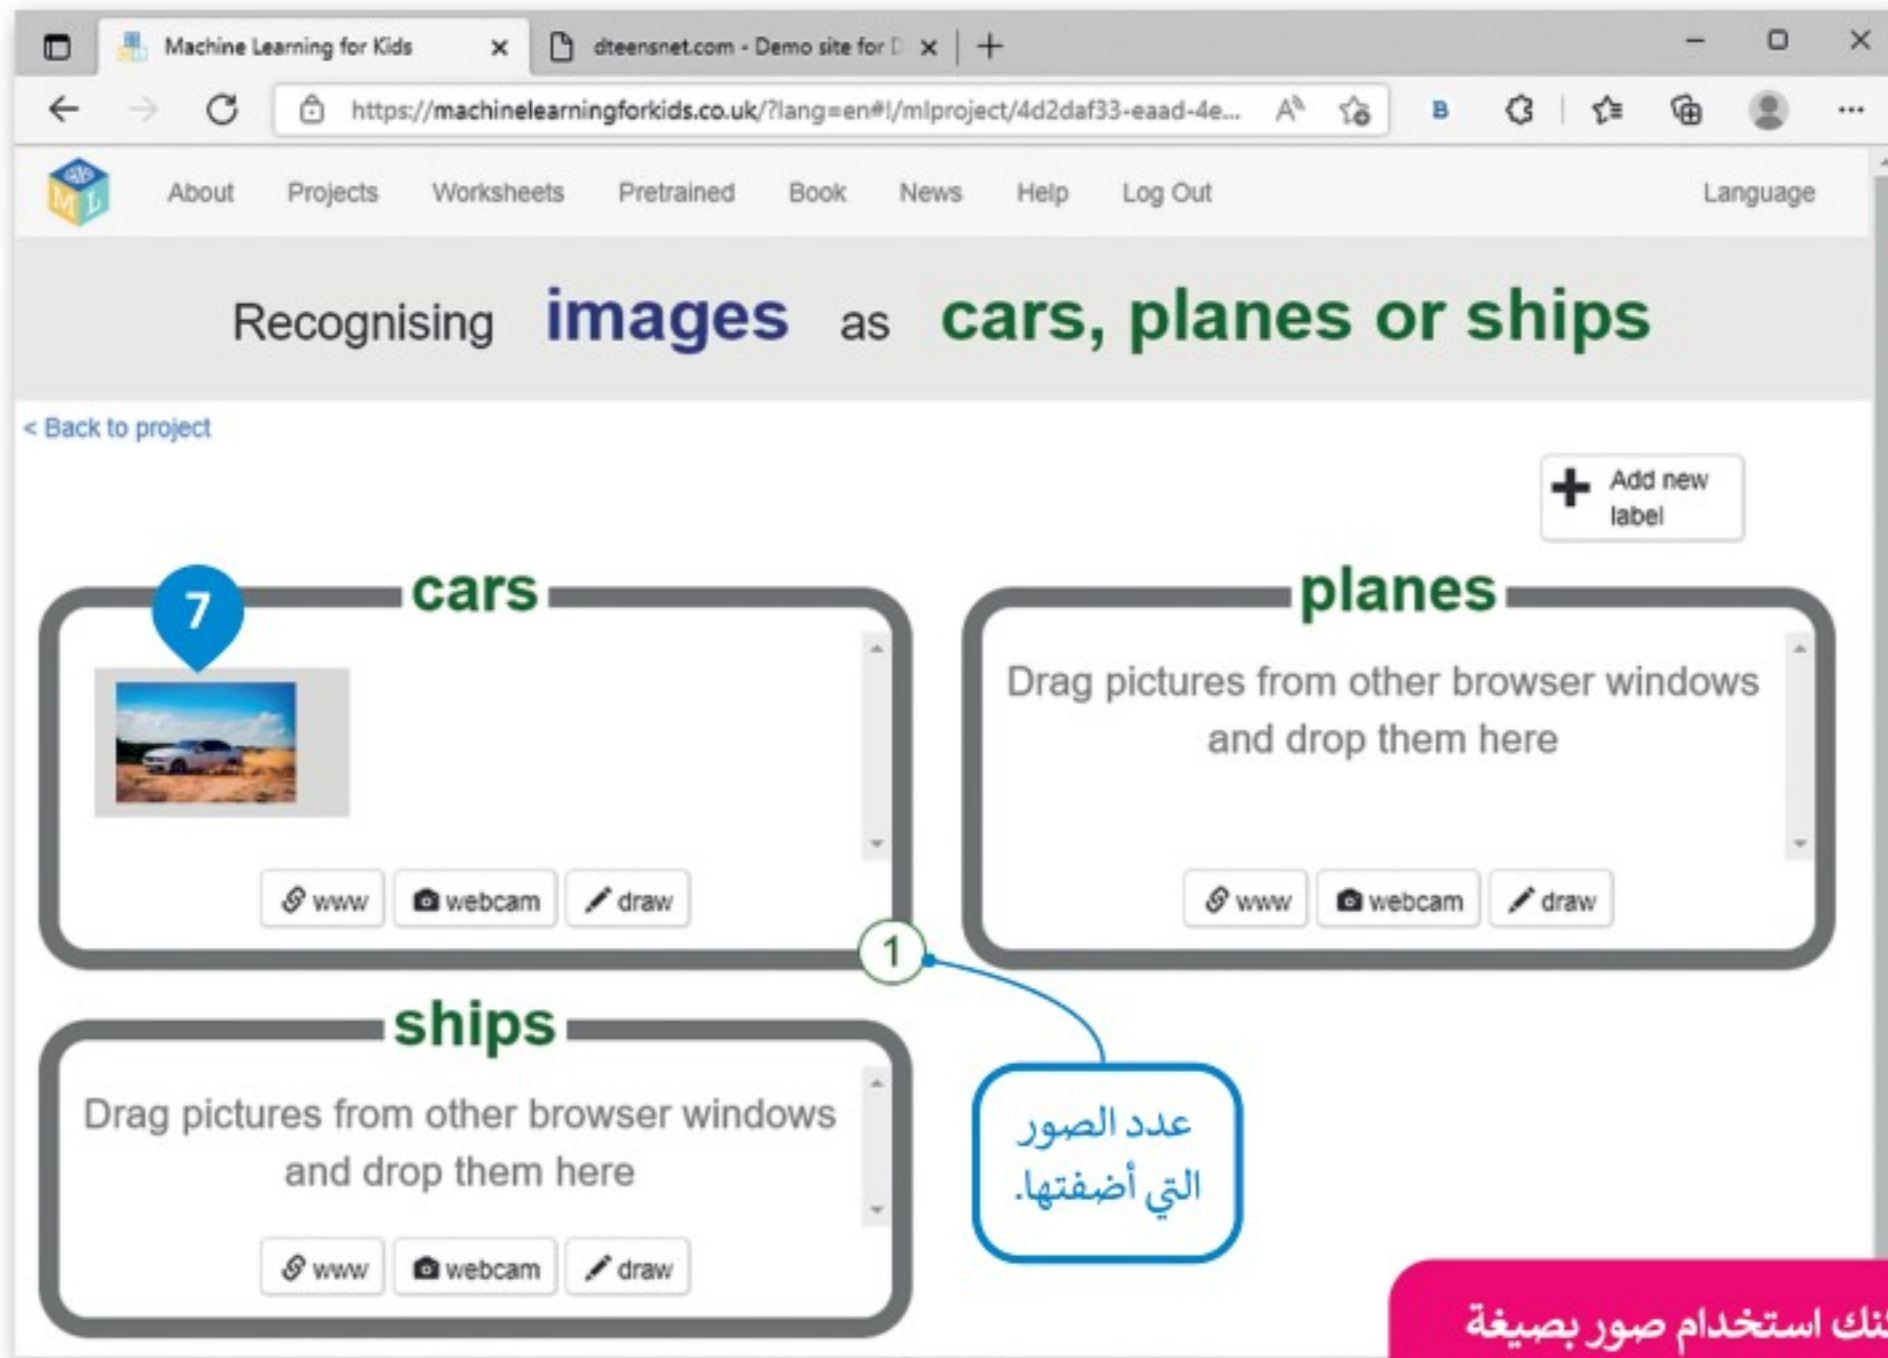 Machine Learning for Kids
dteensnet.com - Demo site for D
https://machinelearningforkids.co.uk/?lang=en#!/mlproject/4d2daf33-eaad-4e...
About Projects Worksheets Pretrained Book News Help Log Out Language
Recognising images as cars, planes or ships
< Back to project
Add new
label
7
cars
www webcam draw
1
planes
Drag pictures from other browser windows
and drop them here
www webcam draw
ships
Drag pictures from other browser windows
and drop them here
www webcam draw
عدد الصور
التي أضفتها.
استخدام صور بصيغة